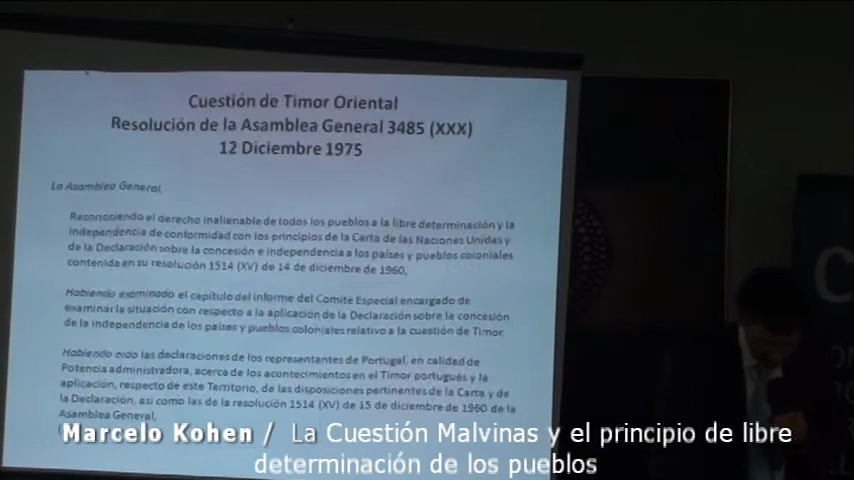 Cuestión de Timor Oriental
Resolución de la Asamblea General 3485 (XXX)
12 Diciembre 1975
La Asamblea General,
Reconociendo el derecho inalienable de todos los pueblos a la libre determinación y la
independencia de conformidad con los principios de la Carta de las Naciones Unidas y
de la Declaración sobre la concesión e independencia a los países y pueblos coloniales
contenida en su resolución 1514 (XV) de 14 de diciembre de 1960,
Habiendo examinado el capítulo del informe del Comité Especial encargado de
examinar la situación con respecto a la aplicación de la Declaración sobre la concesión
de la independencia de los países y pueblos coloniales relativo a la cuestión de Timor,
Habiendo oído las declaraciones de los representantes de Portugal, en calidad de
Potencia administradora, acerca de los acontecimientos en el Timor portugués y la
aplicación, respecto de este Territorio, de las disposiciones pertinentes de la Carta y de
la Declaración, así como las de la resolución 1514 (XV) de 15 de diciembre de 1960 de la
Asamblea General,
Marcelo Kohen / La Cuestión Malvinas y el principio de libre
determinación de los pueblos